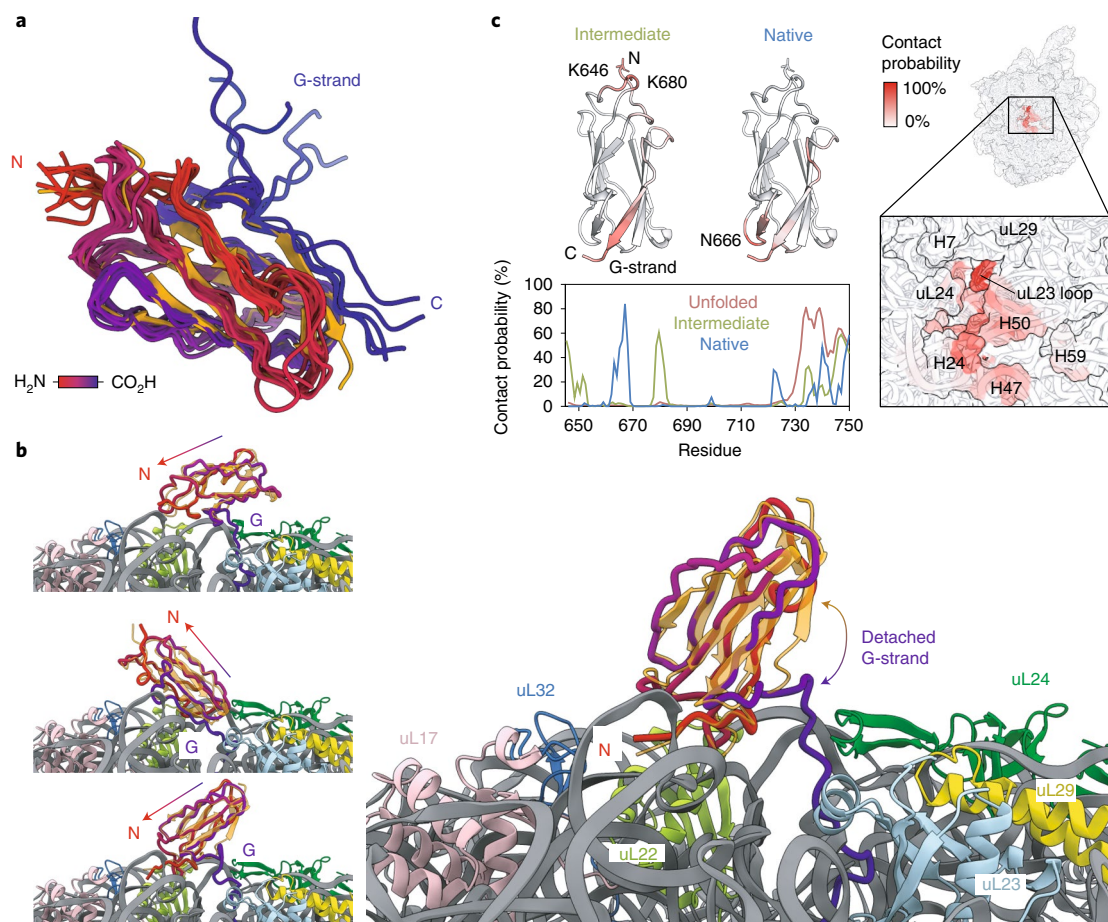 a
G-strand
N
C
H₂N
CO₂H
b
N
G
N
G
N
G
c
Intermediate
Native
N
K646
K680
N666
C
G-strand
Contact
probability
100%
0%
H7
uL29
uL24
uL23 loop
H50
H24
H59
H47
Contact probability (%)
100
80
60
40
20
0
Unfolded
Intermediate
Native
650
670
690
710
730
750
Residue
Detached
G-strand
uL32
uL24
uL17
N
uL29
uL22
uL23